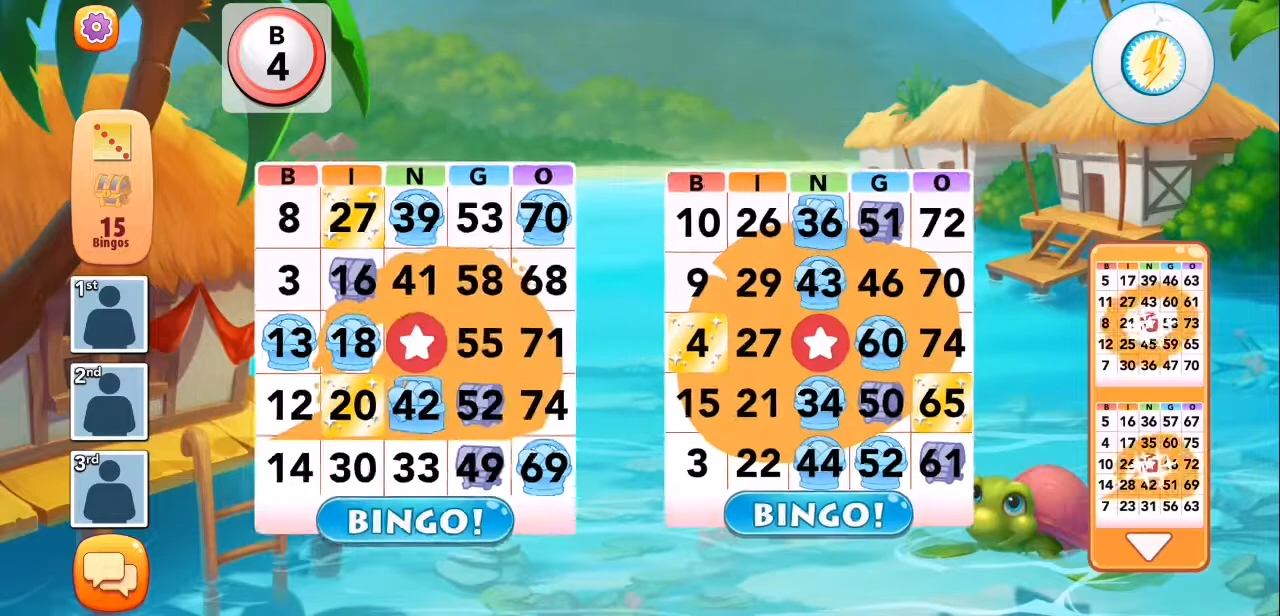 B
4
15
Bingos
1st
2nd
3rd
B I N G O
8 27 39 53 70
3 16 41 58 68
13 18 55 71
12 20 42 52 74
14 30 33 49 69
BINGO!
B I N G O
10 26 36 51 72
9 29 43 46 70
4 27 60 74
15 21 34 50 65
3 22 44 52 61
BINGO!
B I N G O
5 17 39 46 63
11 27 43 60 61
8 73
12 25 45 59 65
7 30 36 47 70
B I N G O
5 16 36 57 67
4 17 35 60 75
10 72
14 28 42 51 69
7 23 31 56 63